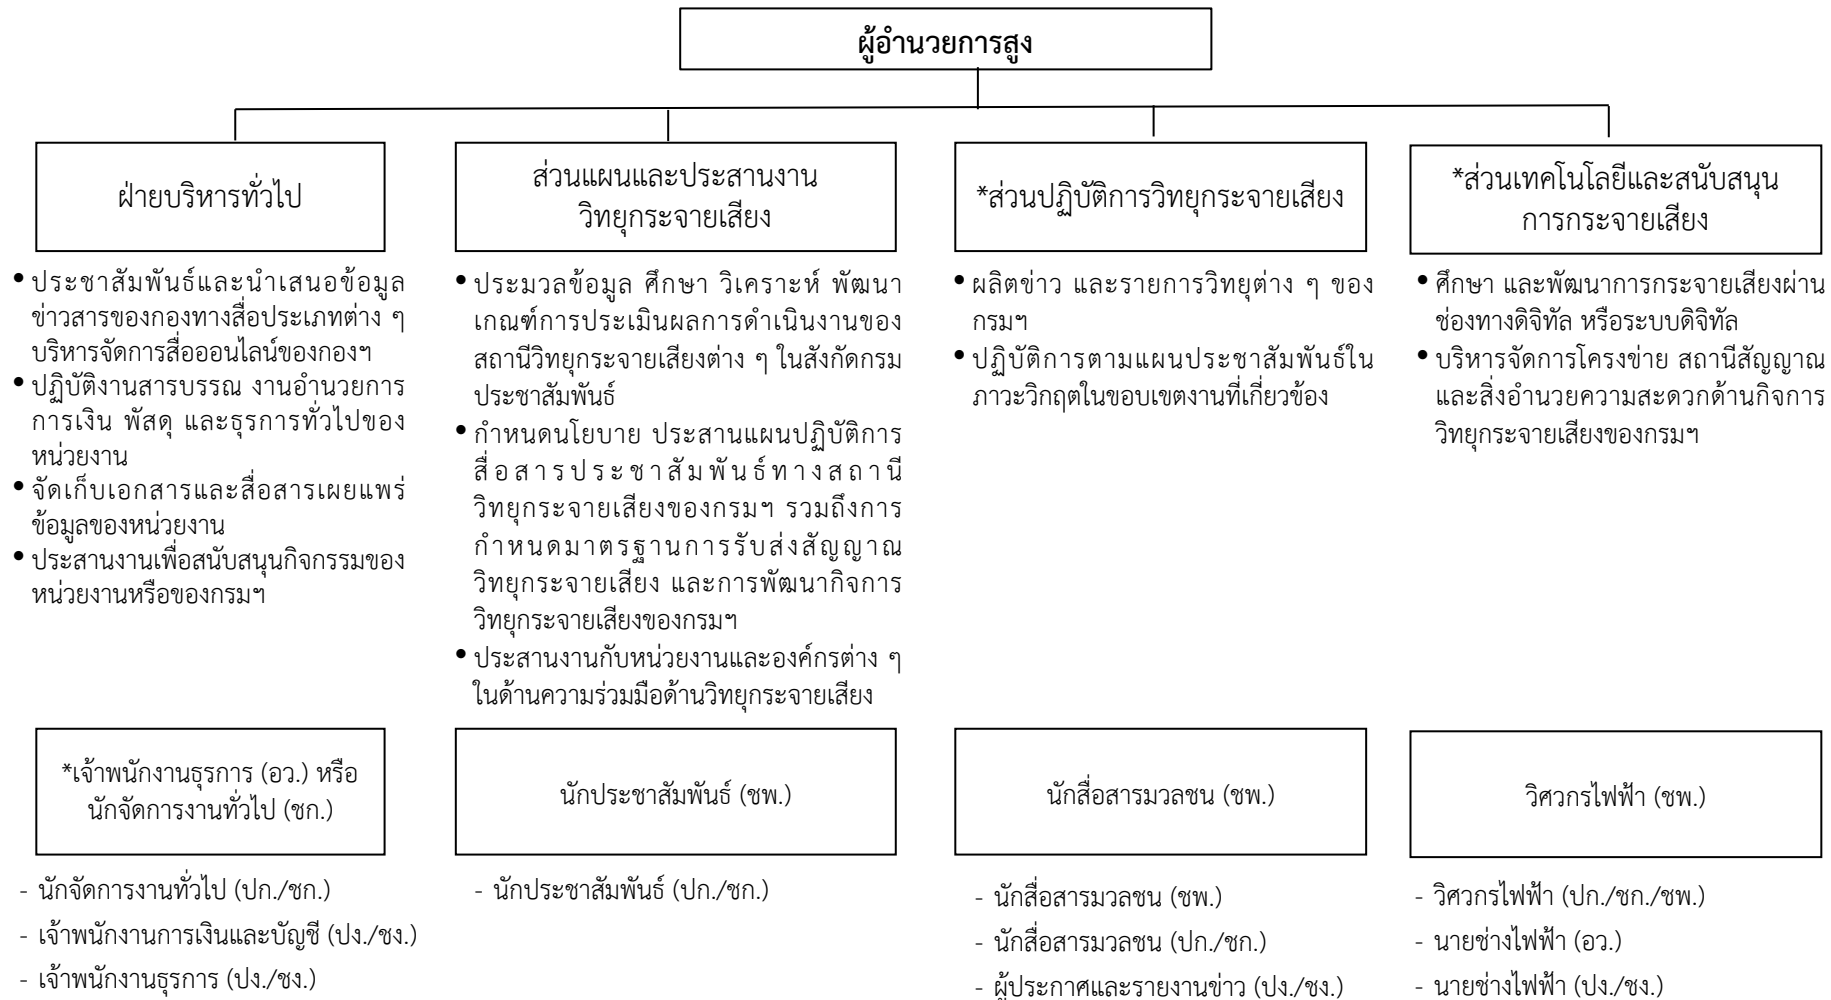 ผู้อำนวยการสูง
ฝ่ายบริหารทั่วไป
• ประชาสัมพันธ์และนำเสนอข้อมูล
ข่าวสารของกองทางสื่อประเภทต่าง ๆ
บริหารจัดการสื่อออนไลน์ของกองฯ
• ปฏิบัติงานสารบรรณ งานอำนวยการ
การเงิน พัสดุ และธุรการทั่วไปของ
หน่วยงาน
• จัดเก็บเอกสารและสื่อสารเผยแพร่
ข้อมูลของหน่วยงาน
• ประสานงานเพื่อสนับสนุนกิจกรรมของ
หน่วยงานหรือของกรมฯ
*เจ้าพนักงานธุรการ (อว.) หรือ
นักจัดการงานทั่วไป (ชก.)
- นักจัดการงานทั่วไป (ปก./ชก.)
- เจ้าพนักงานการเงินและบัญชี (ปง./ชง.)
- เจ้าพนักงานธุรการ (ปง./ชง.)
ส่วนแผนและประสานงาน
วิทยุกระจายเสียง
• ประมวลข้อมูล ศึกษา วิเคราะห์ พัฒนา
เกณฑ์การประเมินผลการดำเนินงานของ
สถานีวิทยุกระจายเสียงต่าง ๆ ในสังกัดกรม
ประชาสัมพันธ์
• กำหนดนโยบาย ประสานแผนปฏิบัติการ
สื่อสารประชาสัมพันธ์ทางสถานี
วิทยุกระจายเสียงของกรมฯ รวมถึงการ
กำหนดมาตรฐานการรับส่งสัญญาณ
วิทยุกระจายเสียง และการพัฒนากิจการ
วิทยุกระจายเสียงของกรมฯ
• ประสานงานกับหน่วยงานและองค์กรต่าง ๆ
ในด้านความร่วมมือด้านวิทยุกระจายเสียง
นักประชาสัมพันธ์ (ชพ.)
- นักประชาสัมพันธ์ (ปก./ชก.)
*ส่วนปฏิบัติการวิทยุกระจายเสียง
• ผลิตข่าว และรายการวิทยุต่าง ๆ ของ
กรมฯ
• ปฏิบัติการตามแผนประชาสัมพันธ์ใน
ภาวะวิกฤตในขอบเขตงานที่เกี่ยวข้อง
นักสื่อสารมวลชน (ชพ.)
- นักสื่อสารมวลชน (ชพ.)
- นักสื่อสารมวลชน (ปก./ชก.)
- ผู้ประกาศและรายงานข่าว (ปง./ชง.)
*ส่วนเทคโนโลยีและสนับสนุน
การกระจายเสียง
• ศึกษา และพัฒนาการกระจายเสียงผ่าน
ช่องทางดิจิทัล หรือระบบดิจิทัล
• บริหารจัดการโครงข่าย สถานีสัญญาณ
และสิ่งอำนวยความสะดวกด้านกิจการ
วิทยุกระจายเสียงของกรมฯ
วิศวกรไฟฟ้า (ชพ.)
- วิศวกรไฟฟ้า (ปก./ชก./ชพ.)
- นายช่างไฟฟ้า (อว.)
- นายช่างไฟฟ้า (ปง./ชง.)